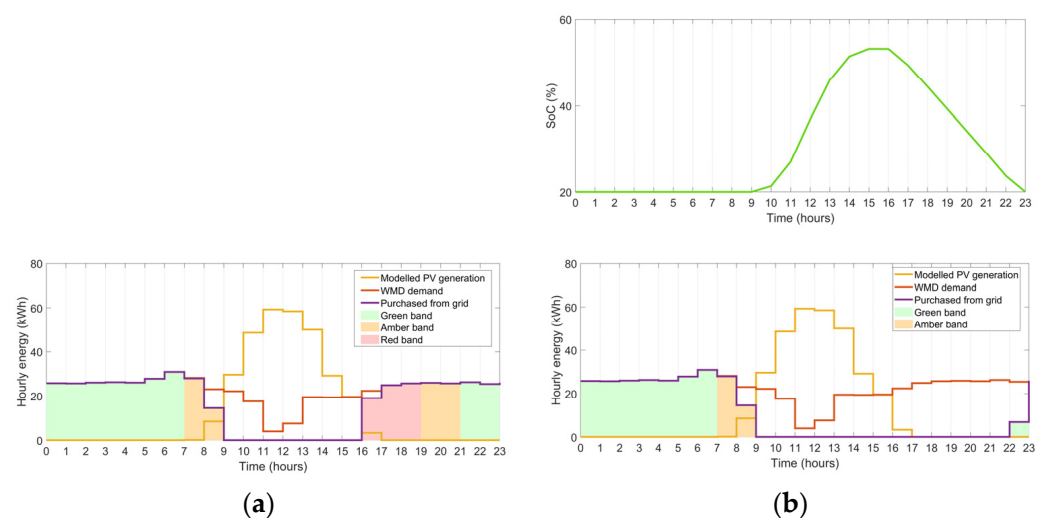 60
40
20
SoC (%)
0 1 2 3 4 5 6 7 8 9 10 11 12 13 14 15 16 17 18 19 20 21 22 23
Time (hours)
80
60
40
20
0
Hourly energy (kWh)
Modelled PV generation
WMD demand
Purchased from grid
Green band
Amber band
Red band
0 1 2 3 4 5 6 7 8 9 10 11 12 13 14 15 16 17 18 19 20 21 22 23
Time (hours)
(a)
80
60
40
20
0
Hourly energy (kWh)
Modelled PV generation
WMD demand
Purchased from grid
Green band
Amber band
0 1 2 3 4 5 6 7 8 9 10 11 12 13 14 15 16 17 18 19 20 21 22 23
Time (hours)
(b)